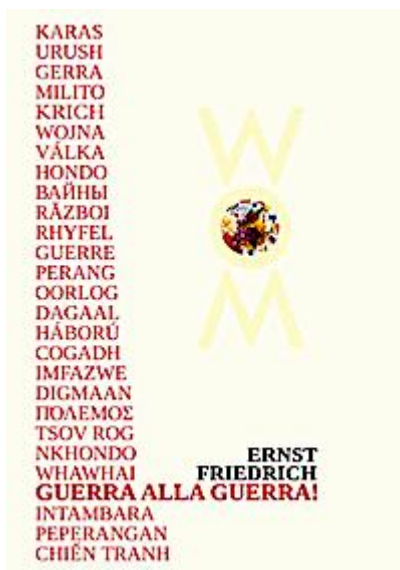 KARAS
URUSH
GERRA
MILITO
KRICH
WOJNA
VÁLKA
HONDO
ВАЙНЫ
RĂZBOI
RHYFEL
GUERRE
PERANG
OORLOG
DAGAAL
HÁBORÚ
COGADH
IMFAZWE
DIGMAAN
ΠΟΛΕΜΟΣ
TSOV ROG
NKHONDO
WHAWHAI
GUERRA ALLA GUERRA!
INTAMBARA
PEPERANGAN
CHIẾN TRANH
W
O
M
ERNST
FRIEDRICH